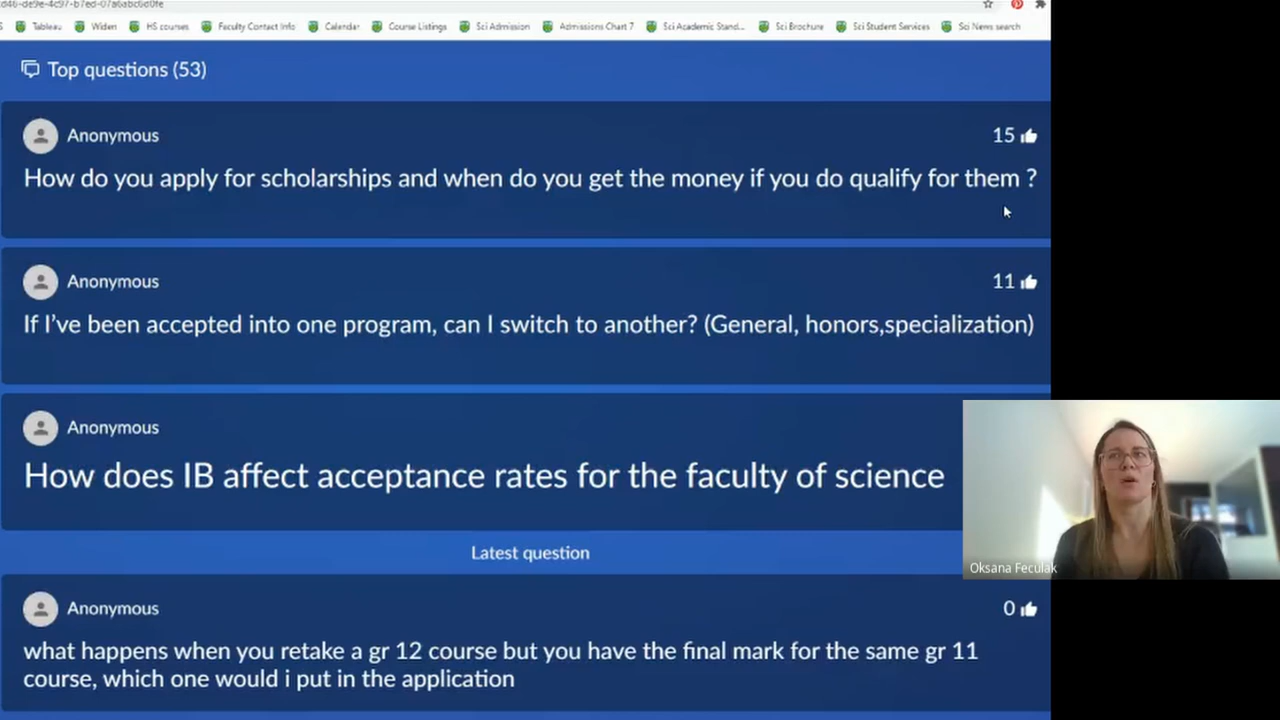 Tableau Widen HS courses Faculty Contact Info Calendar Course Listings Sci Admission Admissions Chart 7 Sci Academic Stand... Sci Brochure Sci Student Services Sci News search
Top questions (53)
Anonymous
15
How do you apply for scholarships and when do you get the money if you do qualify for them ?
Anonymous
11
If I've been accepted into one program, can I switch to another? (General, honors,specialization)
Anonymous
How does IB affect acceptance rates for the faculty of science
Oksana Feculak
Latest question
Anonymous
0
what happens when you retake a gr 12 course but you have the final mark for the same gr 11
course, which one would i put in the application